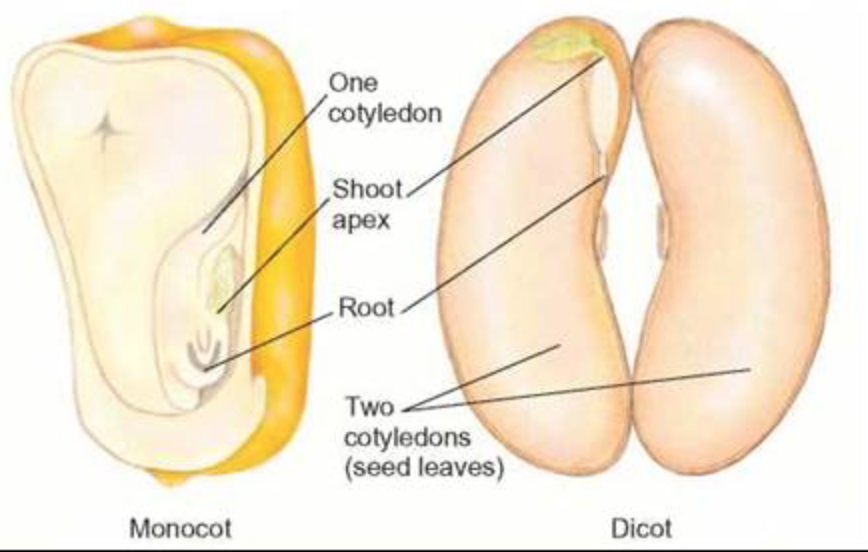 One
cotyledon
Shoot
apex
Root
Two
cotyledons
(seed leaves)
Monocot
Dicot